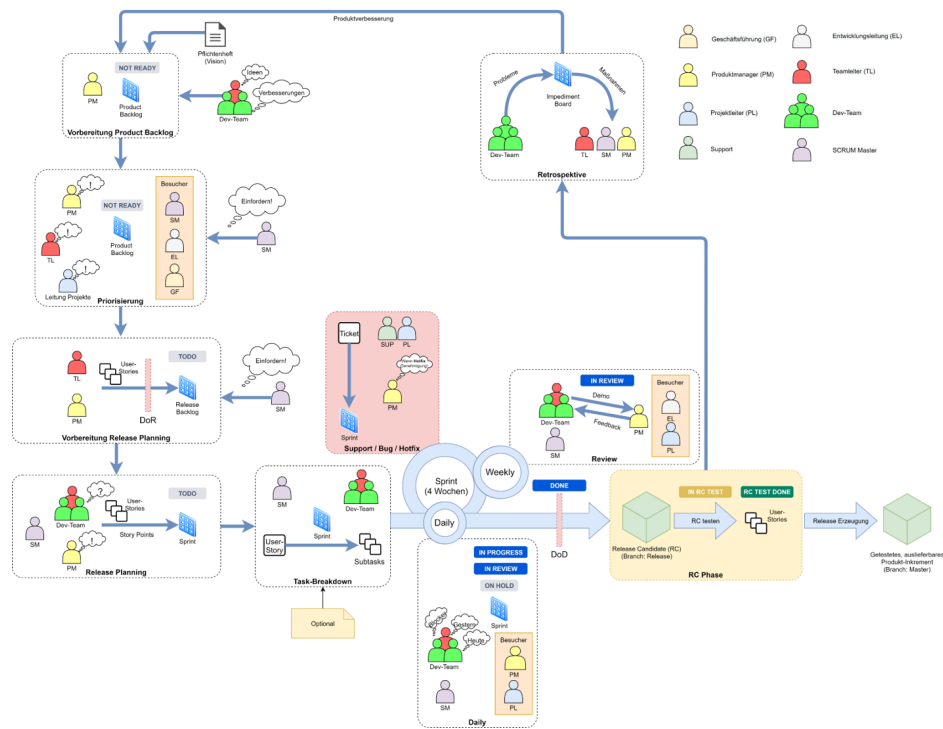 Produktverbesserung
Pflichtenheft
(Vision)
NOT READY
PM
Product
Backlog
Ideen
Verbesserungen
Dev-Team
Vorbereitung Product Backlog
Probleme
Maßnahmen
Impediment
Board
Dev-Team
TL
SM
PM
Retrospektive
Geschäftsführung (GF)
Entwicklungsleitung (EL)
Produktmanager (PM)
Teamleiter (TL)
Projektleiter (PL)
Dev-Team
Support
SCRUM Master
!
PM
NOT READY
Product
Backlog
!
TL
!
Leitung Projekte
Besucher
SM
EL
GF
Priorisierung
Einfordern!
SM
TL
User-
Stories
TODO
Release
Backlog
PM
DoR
Vorbereitung Release Planning
Einfordern!
SM
Ticket
SUP
PL
Wenn Hotfix
Genehmigung!
PM
Sprint
Support / Bug / Hotfix
IN REVIEW
Demo
Feedback
Dev-Team
PM
SM
Besucher
EL
PL
Review
?
Dev-Team
User-
Stories
TODO
SM
Story Points
Sprint
!
PM
Release Planning
SM
Dev-Team
Sprint
User-
Story
Subtasks
Task-Breakdown
Optional
Sprint
(4 Wochen)
Weekly
Daily
DONE
DoD
IN RC TEST
RC TEST DONE
RC testen
User-
Stories
Release Candidate (RC)
(Branch: Release)
RC Phase
Release Erzeugung
Getestetes, auslieferbares
Produkt-Inkrement
(Branch: Master)
IN PROGRESS
IN REVIEW
ON HOLD
Sprint
Blocker
Gestern
Heute
Dev-Team
SM
Besucher
PM
PL
Daily